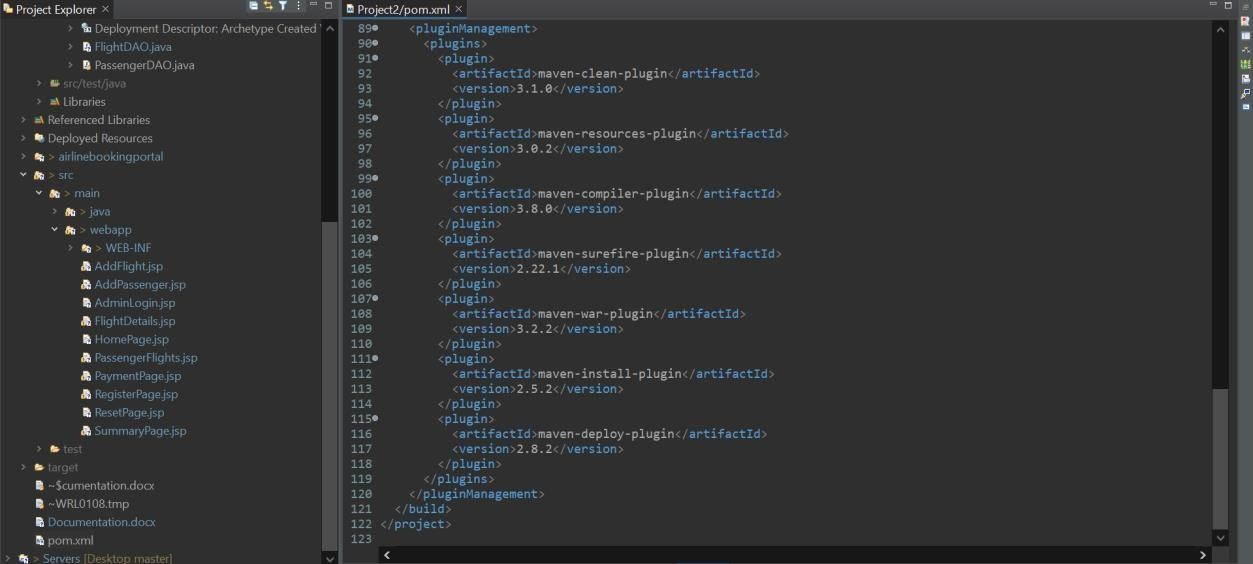 Project Explorer
Deployment Descriptor: Archetype Created
FlightDAO.java
PassengerDAO.java
src/test/java
Libraries
Referenced Libraries
Deployed Resources
> airlinebookingportal
> src
> main
> java
> webapp
> WEB-INF
AddFlight.jsp
AddPassenger.jsp
AdminLogin.jsp
FlightDetails.jsp
HomePage.jsp
PassengerFlights.jsp
PaymentPage.jsp
RegisterPage.jsp
ResetPage.jsp
SummaryPage.jsp
test
target
~$cumentation.docx
~WRL0108.tmp
Documentation.docx
pom.xml
> Servers [Desktop master]
Project2/pom.xml
89 <pluginManagement>
90 <plugins>
91 <plugin>
92 <artifactId>maven-clean-plugin</artifactId>
93 <version>3.1.0</version>
94 </plugin>
95 <plugin>
96 <artifactId>maven-resources-plugin</artifactId>
97 <version>3.0.2</version>
98 </plugin>
99 <plugin>
100 <artifactId>maven-compiler-plugin</artifactId>
101 <version>3.8.0</version>
102 </plugin>
103 <plugin>
104 <artifactId>maven-surefire-plugin</artifactId>
105 <version>2.22.1</version>
106 </plugin>
107 <plugin>
108 <artifactId>maven-war-plugin</artifactId>
109 <version>3.2.2</version>
110 </plugin>
111 <plugin>
112 <artifactId>maven-install-plugin</artifactId>
113 <version>2.5.2</version>
114 </plugin>
115 <plugin>
116 <artifactId>maven-deploy-plugin</artifactId>
117 <version>2.8.2</version>
118 </plugin>
119 </plugins>
120 </pluginManagement>
121 </build>
122 </project>
123